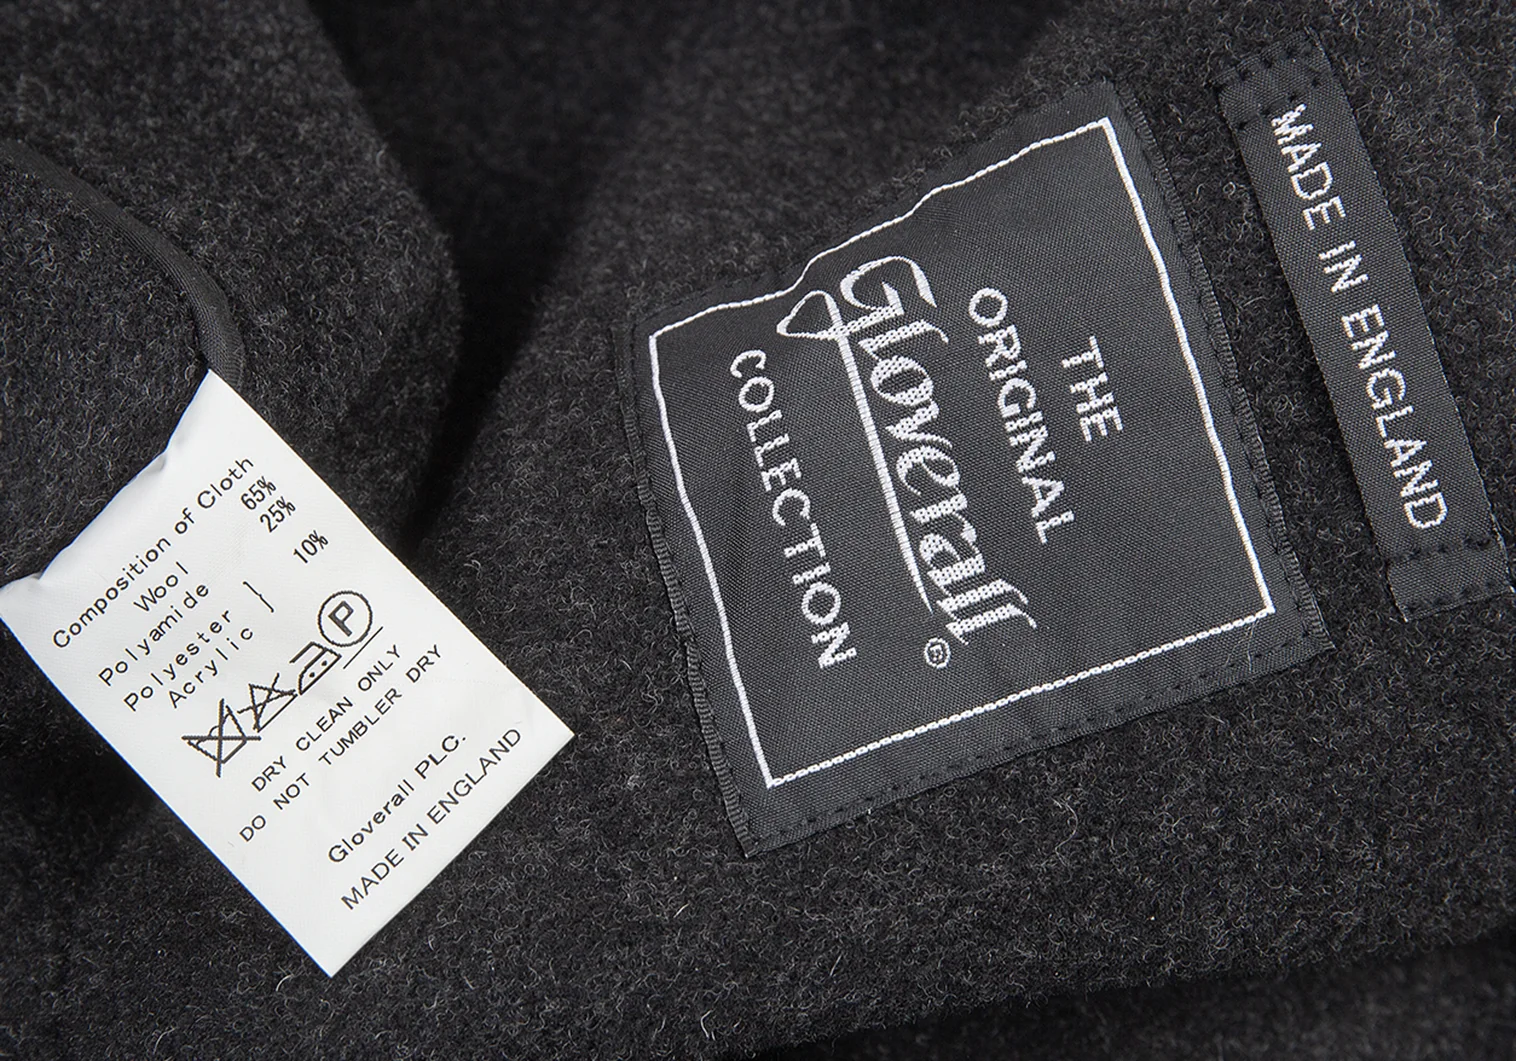 Composition of Cloth
Wool 65%
Polyamide 25%
Polyester }
Acrylic } 10%
P
DRY CLEAN ONLY
DO NOT TUMBLER DRY
Gloverall PLC.
MADE IN ENGLAND
THE
ORIGINAL
Gloverall®
COLLECTION
MADE IN ENGLAND